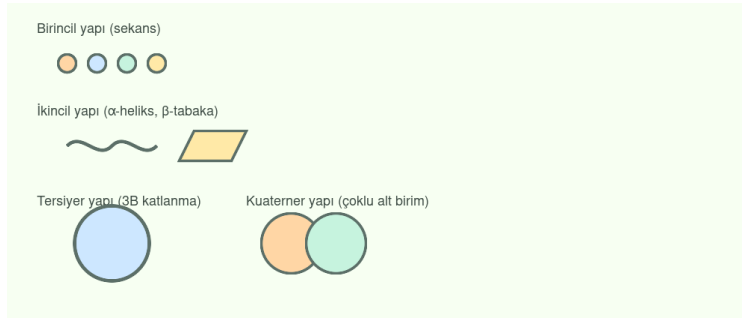 Birincil yapı (sekans)
İkincil yapı (α-heliks, β-tabaka)
Tersiyer yapı (3B katlanma)
Kuaterner yapı (çoklu alt birim)